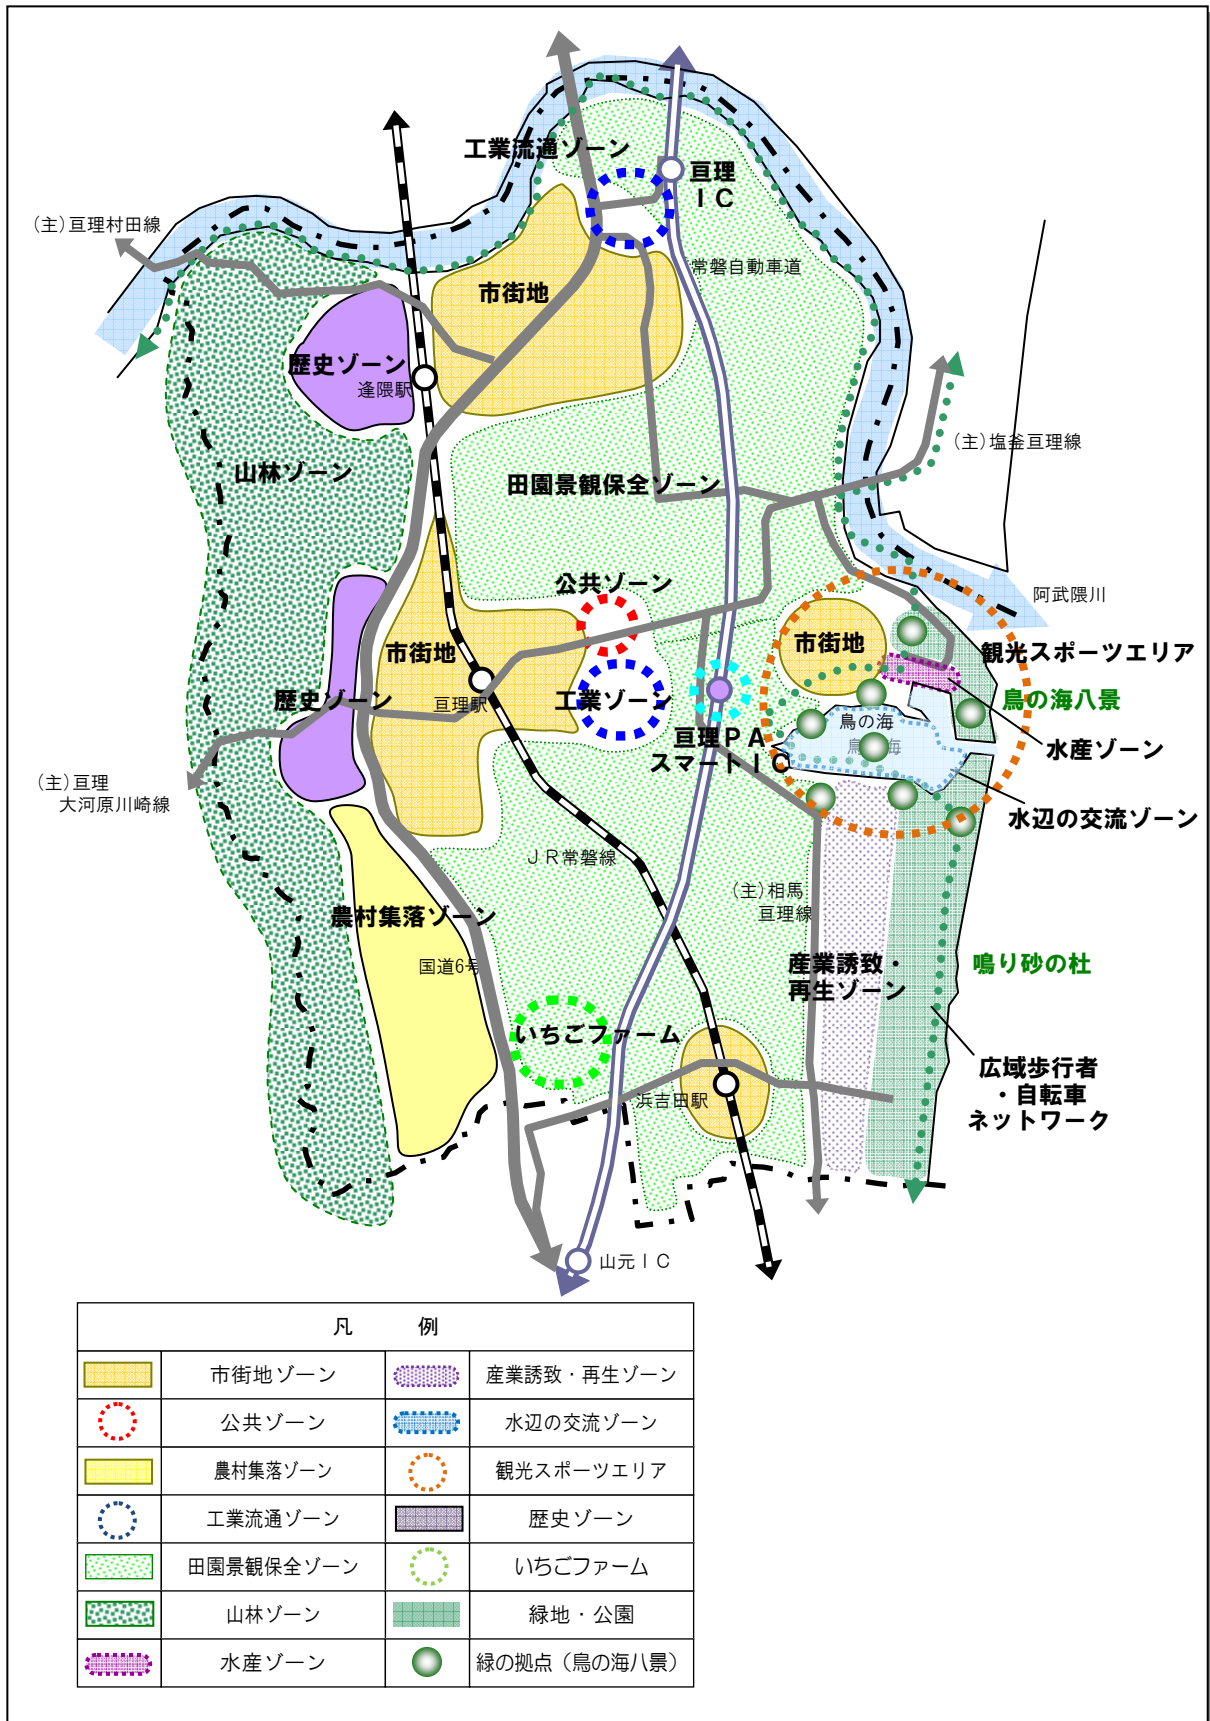 工業流通ゾーン
亘理
ＩＣ
(主)亘理村田線
常磐自動車道
市街地
歴史ゾーン
逢隈駅
(主)塩釜亘理線
山林ゾーン
田園景観保全ゾーン
公共ゾーン
阿武隈川
市街地
観光スポーツエリア
市街地
歴史ゾーン
亘理駅
工業ゾーン
鳥の海八景
鳥の海
鳥の海
水産ゾーン
亘理ＰＡ
スマートＩＣ
(主)亘理
大河原川崎線
水辺の交流ゾーン
ＪＲ常磐線
(主)相馬
亘理線
農村集落ゾーン
国道6号
産業誘致・
再生ゾーン
鳴り砂の杜
いちごファーム
広域歩行者
・自転車
ネットワーク
浜吉田駅
山元ＩＣ
凡　例
市街地ゾーン
産業誘致・再生ゾーン
公共ゾーン
水辺の交流ゾーン
農村集落ゾーン
観光スポーツエリア
工業流通ゾーン
歴史ゾーン
田園景観保全ゾーン
いちごファーム
山林ゾーン
緑地・公園
水産ゾーン
緑の拠点（鳥の海八景）